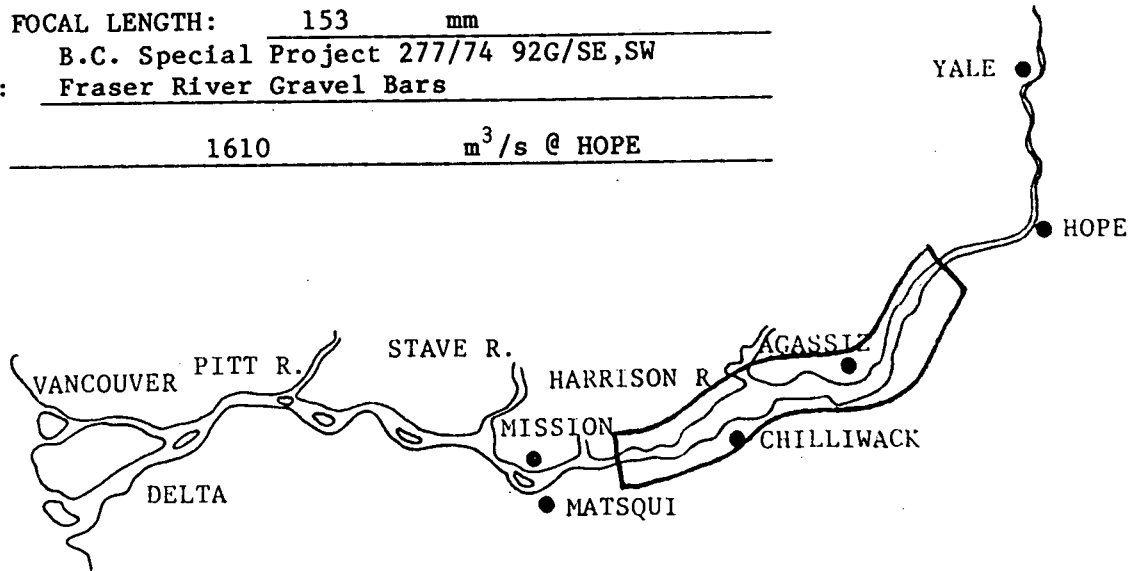 FOCAL LENGTH: 153 mm
B.C. Special Project 277/74 92G/SE,SW
: Fraser River Gravel Bars
1610 m³/s @ HOPE
YALE
HOPE
AGASSIZ
STAVE R.
PITT R.
VANCOUVER
HARRISON R
MISSION
CHILLIWACK
DELTA
MATSQUI